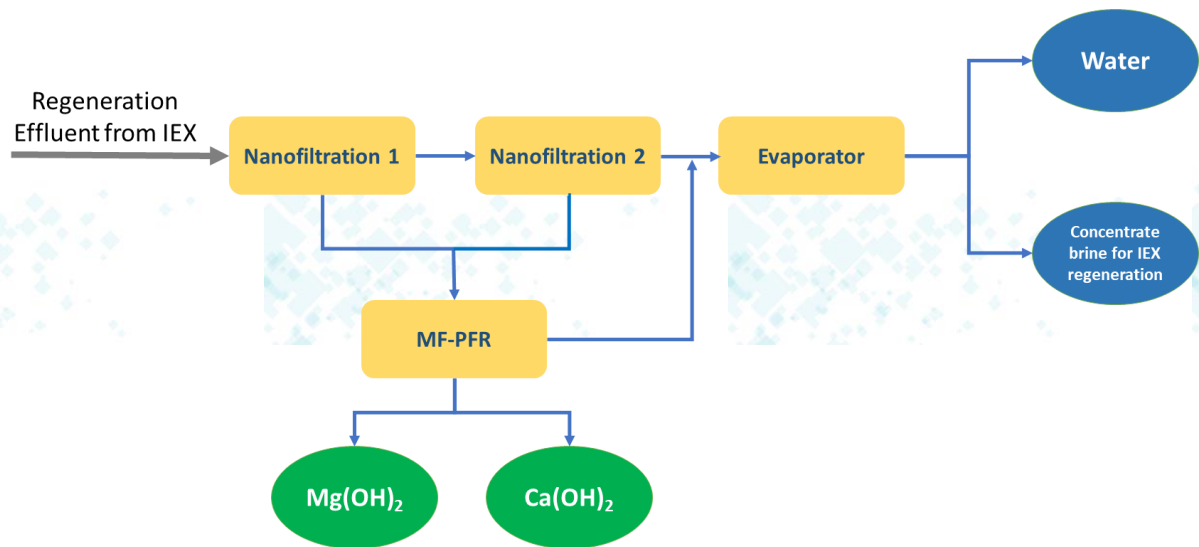 Regeneration
Effluent from IEX
Nanofiltration 1
Nanofiltration 2
Evaporator
Water
Concentrate
brine for IEX
regeneration
MF-PFR
Mg(OH)₂
Ca(OH)₂